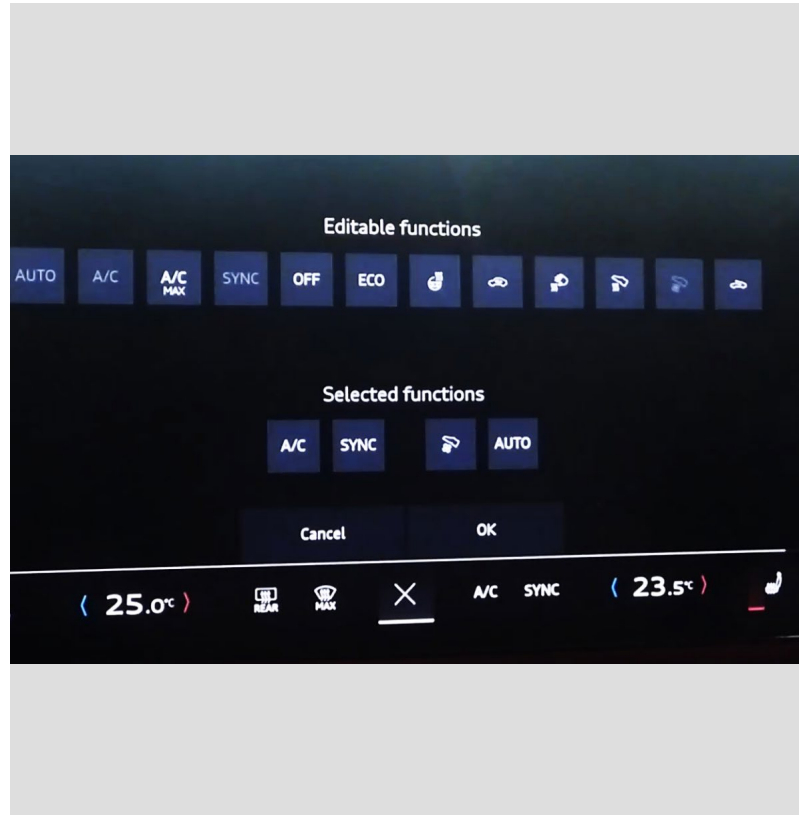 Editable functions
AUTO A/C A/C MAX SYNC OFF ECO
Selected functions
A/C SYNC AUTO
Cancel OK
25.0°C REAR MAX A/C SYNC 23.5°C